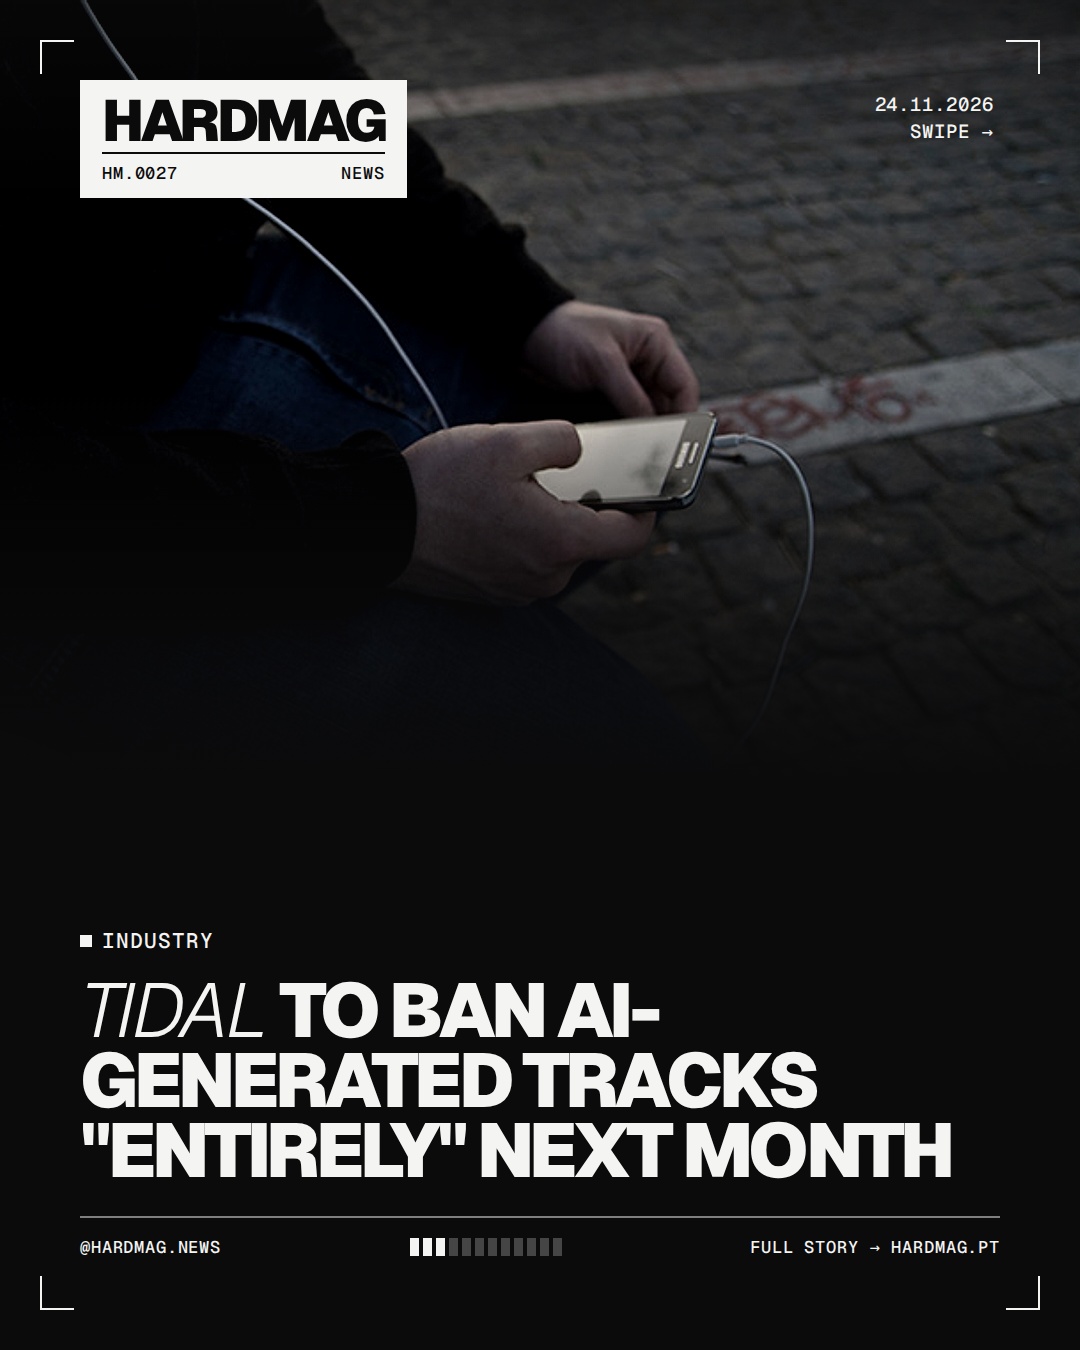 HARDMAG
HM.0027 NEWS
24.11.2026
SWIPE →
INDUSTRY
TIDAL TO BAN AI-
GENERATED TRACKS
"ENTIRELY" NEXT MONTH
@HARDMAG.NEWS
FULL STORY → HARDMAG.PT